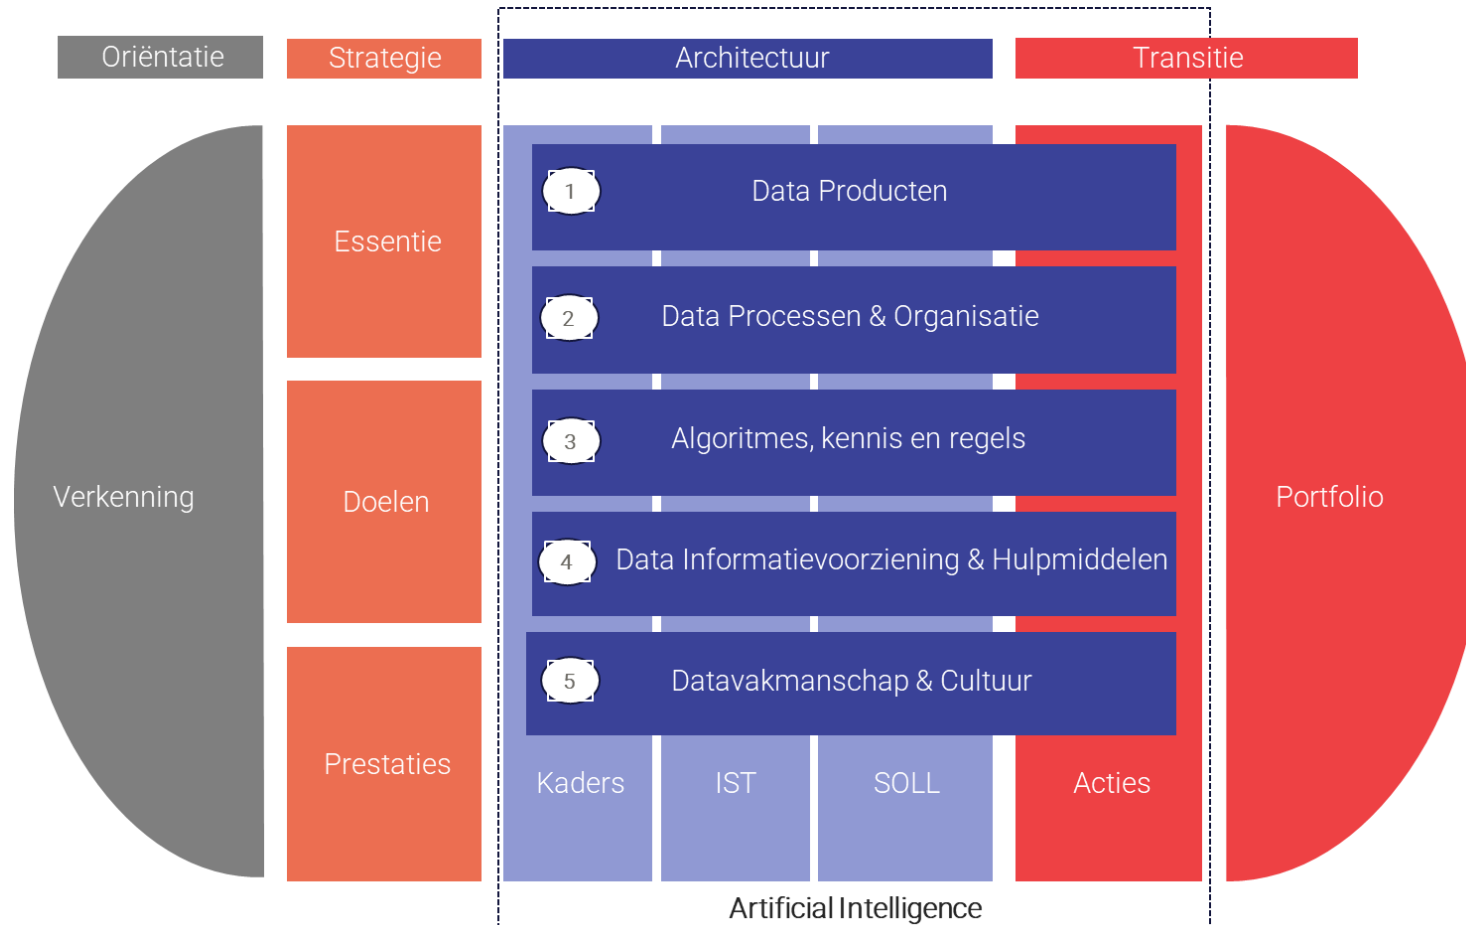 Oriëntatie
Strategie
Architectuur
Transitie
Verkenning
Essentie
Doelen
Prestaties
1
Data Producten
2
Data Processen & Organisatie
3
Algoritmes, kennis en regels
4
Data Informatievoorziening & Hulpmiddelen
5
Datavakmanschap & Cultuur
Kaders
IST
SOLL
Acties
Portfolio
Artificial Intelligence